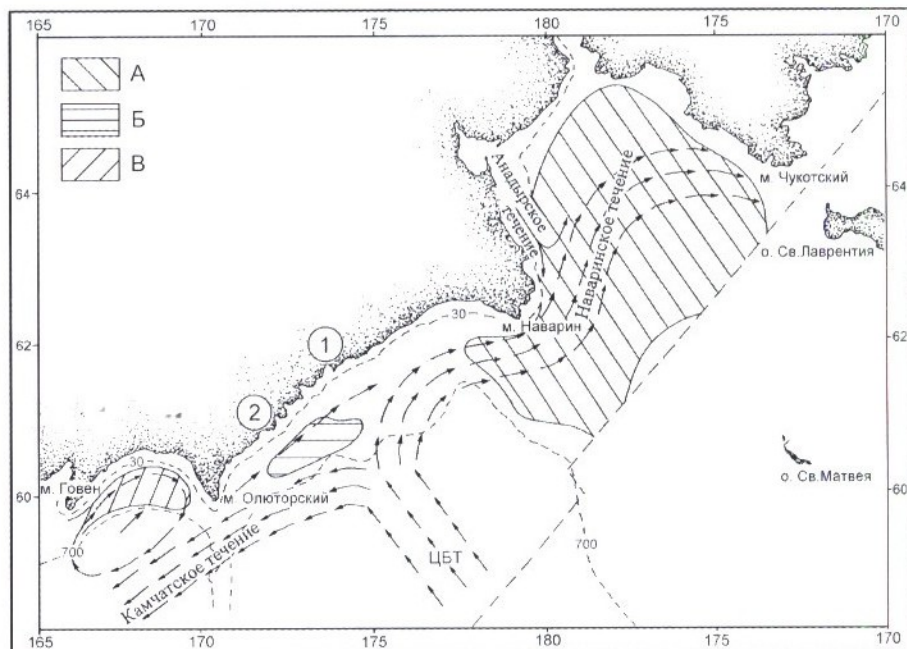 165 170 175 180 175 170
А
Б
В
64
62
60
64
62
60
Анадырское
течение
Наваринское течение
м. Чукотский
о. Св.Лаврентия
м. Наварин
30
1
2
30
м. Говен
м. Олюторский
о. Св.Матвея
700
700
Камчатское течение
ЦБТ
165 170 175 180 175 170